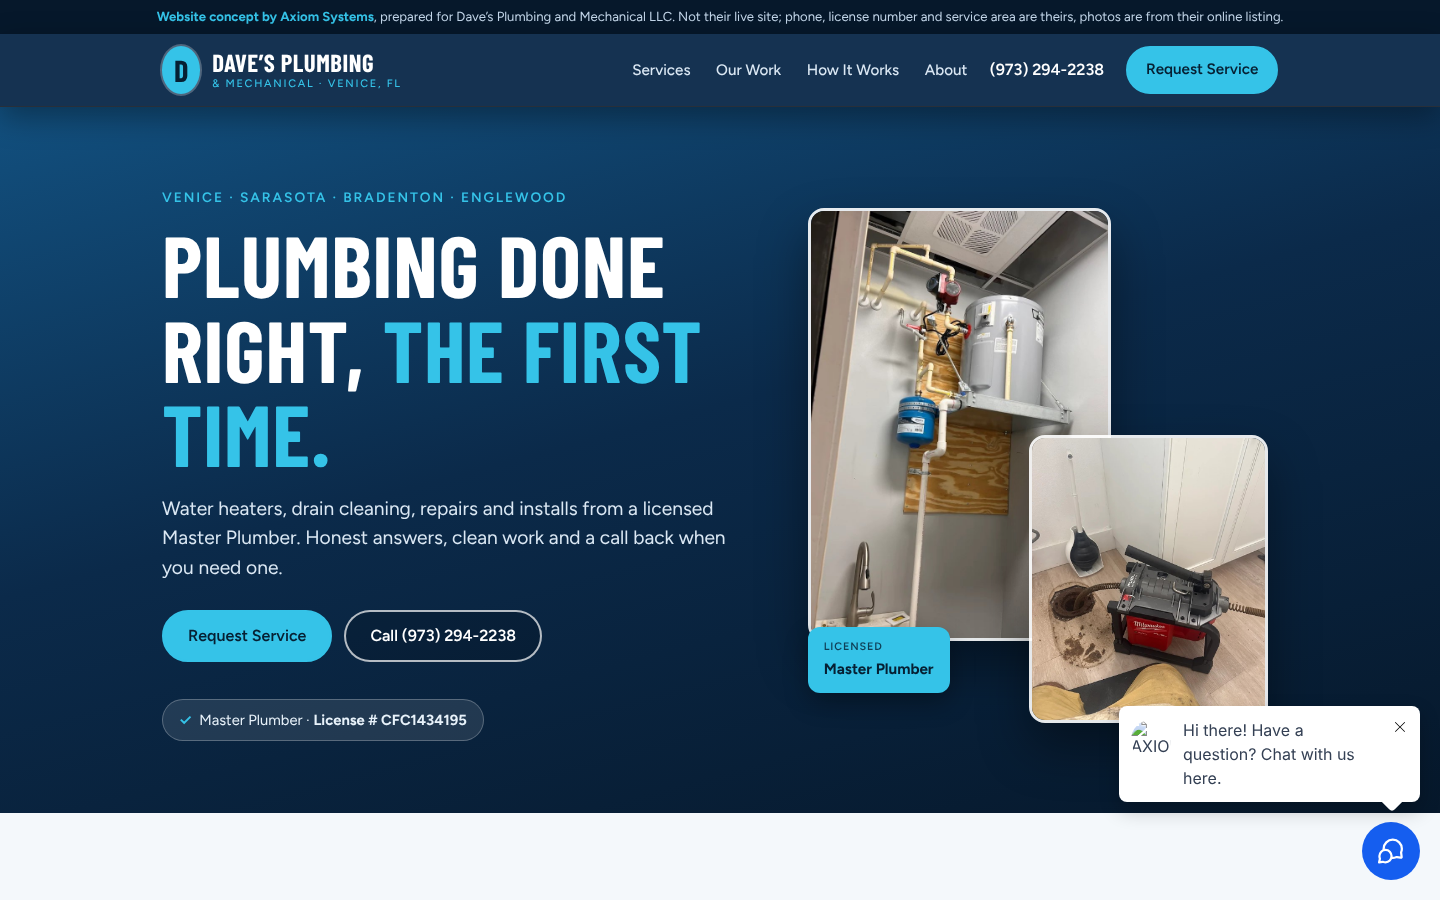 Website concept by Axiom Systems, prepared for Dave’s Plumbing and Mechanical LLC. Not their live site; phone, license number and service area are theirs, photos are from their online listing.
D
DAVE’S PLUMBING
& MECHANICAL · VENICE, FL
Services
Our Work
How It Works
About
(973) 294-2238
Request Service
VENICE · SARASOTA · BRADENTON · ENGLEWOOD
PLUMBING DONE
RIGHT, THE FIRST
TIME.
Water heaters, drain cleaning, repairs and installs from a licensed
Master Plumber. Honest answers, clean work and a call back when
you need one.
Request Service
Call (973) 294-2238
Master Plumber · License # CFC1434195
LICENSED
Master Plumber
Milwaukee
AXIO
Hi there! Have a
question? Chat with us
here.